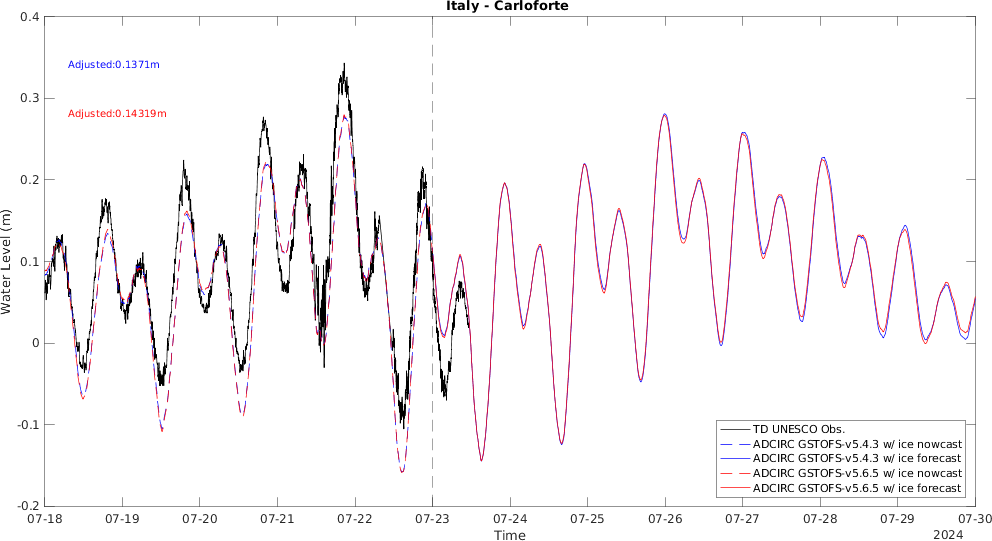 Italy - Carloforte
0.4
0.3
0.2
0.1
0
-0.1
-0.2
Water Level (m)
Adjusted:0.1371m
Adjusted:0.14319m
TD UNESCO Obs.
ADCIRC GSTOFS-v5.4.3 w/ ice nowcast
ADCIRC GSTOFS-v5.4.3 w/ ice forecast
ADCIRC GSTOFS-v5.6.5 w/ ice nowcast
ADCIRC GSTOFS-v5.6.5 w/ ice forecast
07-18 07-19 07-20 07-21 07-22 07-23 07-24 07-25 07-26 07-27 07-28 07-29 07-30
Time
2024